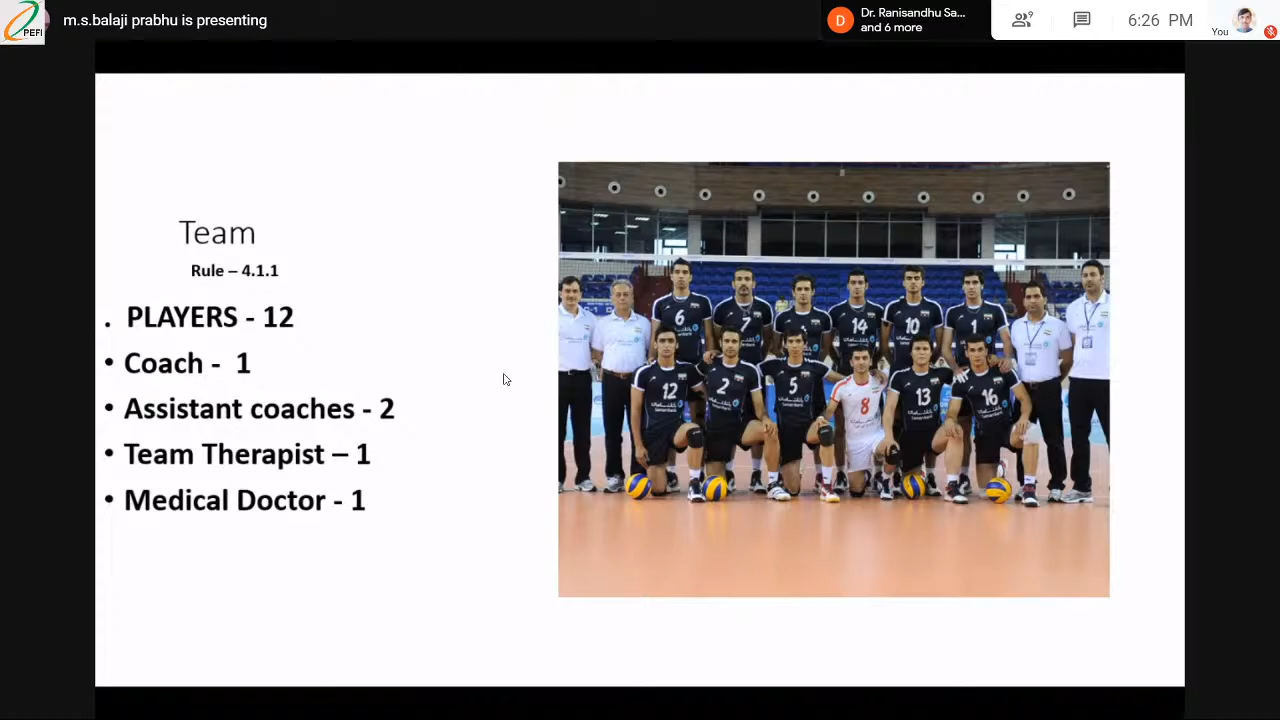 PEFI
m.s.balaji prabhu is presenting
D
Dr. Ranisandhu Sa...
and 6 more
9
6:26 PM
You
Team
Rule – 4.1.1
. PLAYERS - 12
• Coach - 1
• Assistant coaches - 2
• Team Therapist – 1
• Medical Doctor - 1
6
7
14
10
1
12
2
5
8
13
16